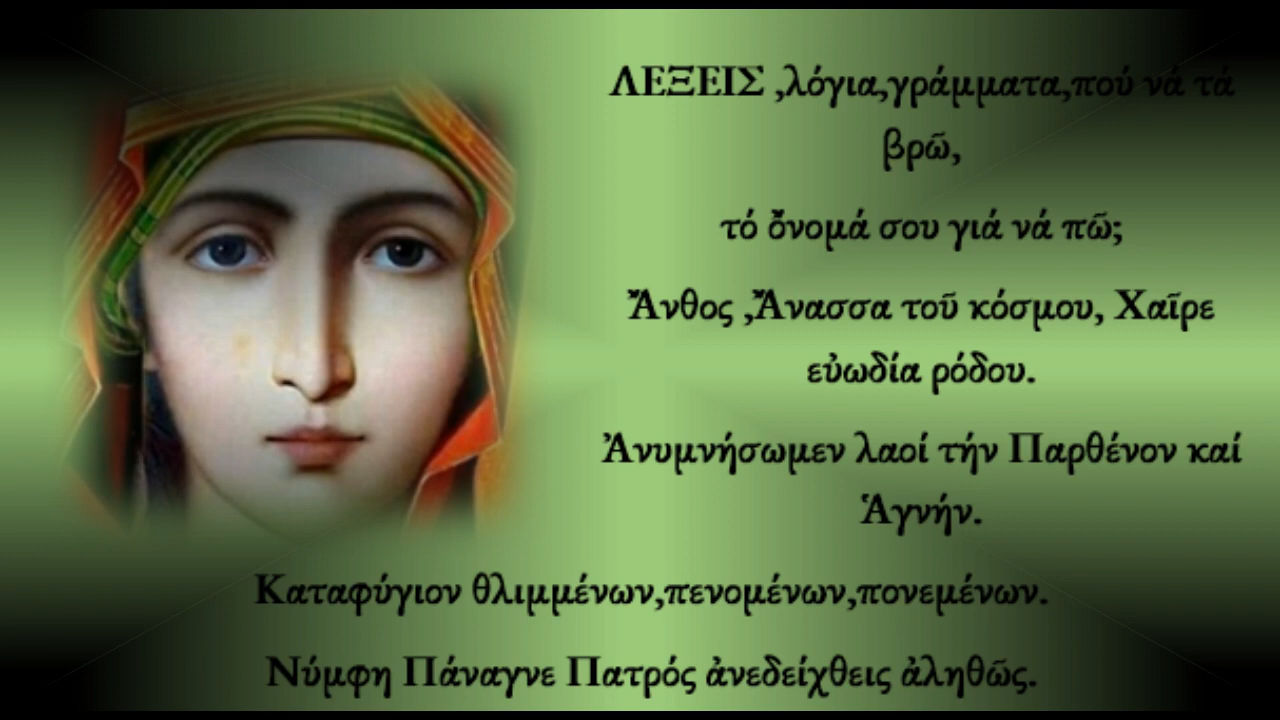 ΛΕΞΕΙΣ ,λόγια,γράμματα,πού νά τά
βρῶ,
τό ὄνομά σου γιά νά πῶ;
Ἄνθος ,Ἄνασσα τοῦ κόσμου, Χαῖρε
εὐωδία ρόδου.
Ἀνυμνήσωμεν λαοί τήν Παρθένον καί
Ἁγνήν.
Καταφύγιον θλιμμένων,πενομένων,πονεμένων.
Νύμφη Πάναγνε Πατρός ἀνεδείχθεις ἀληθῶς.